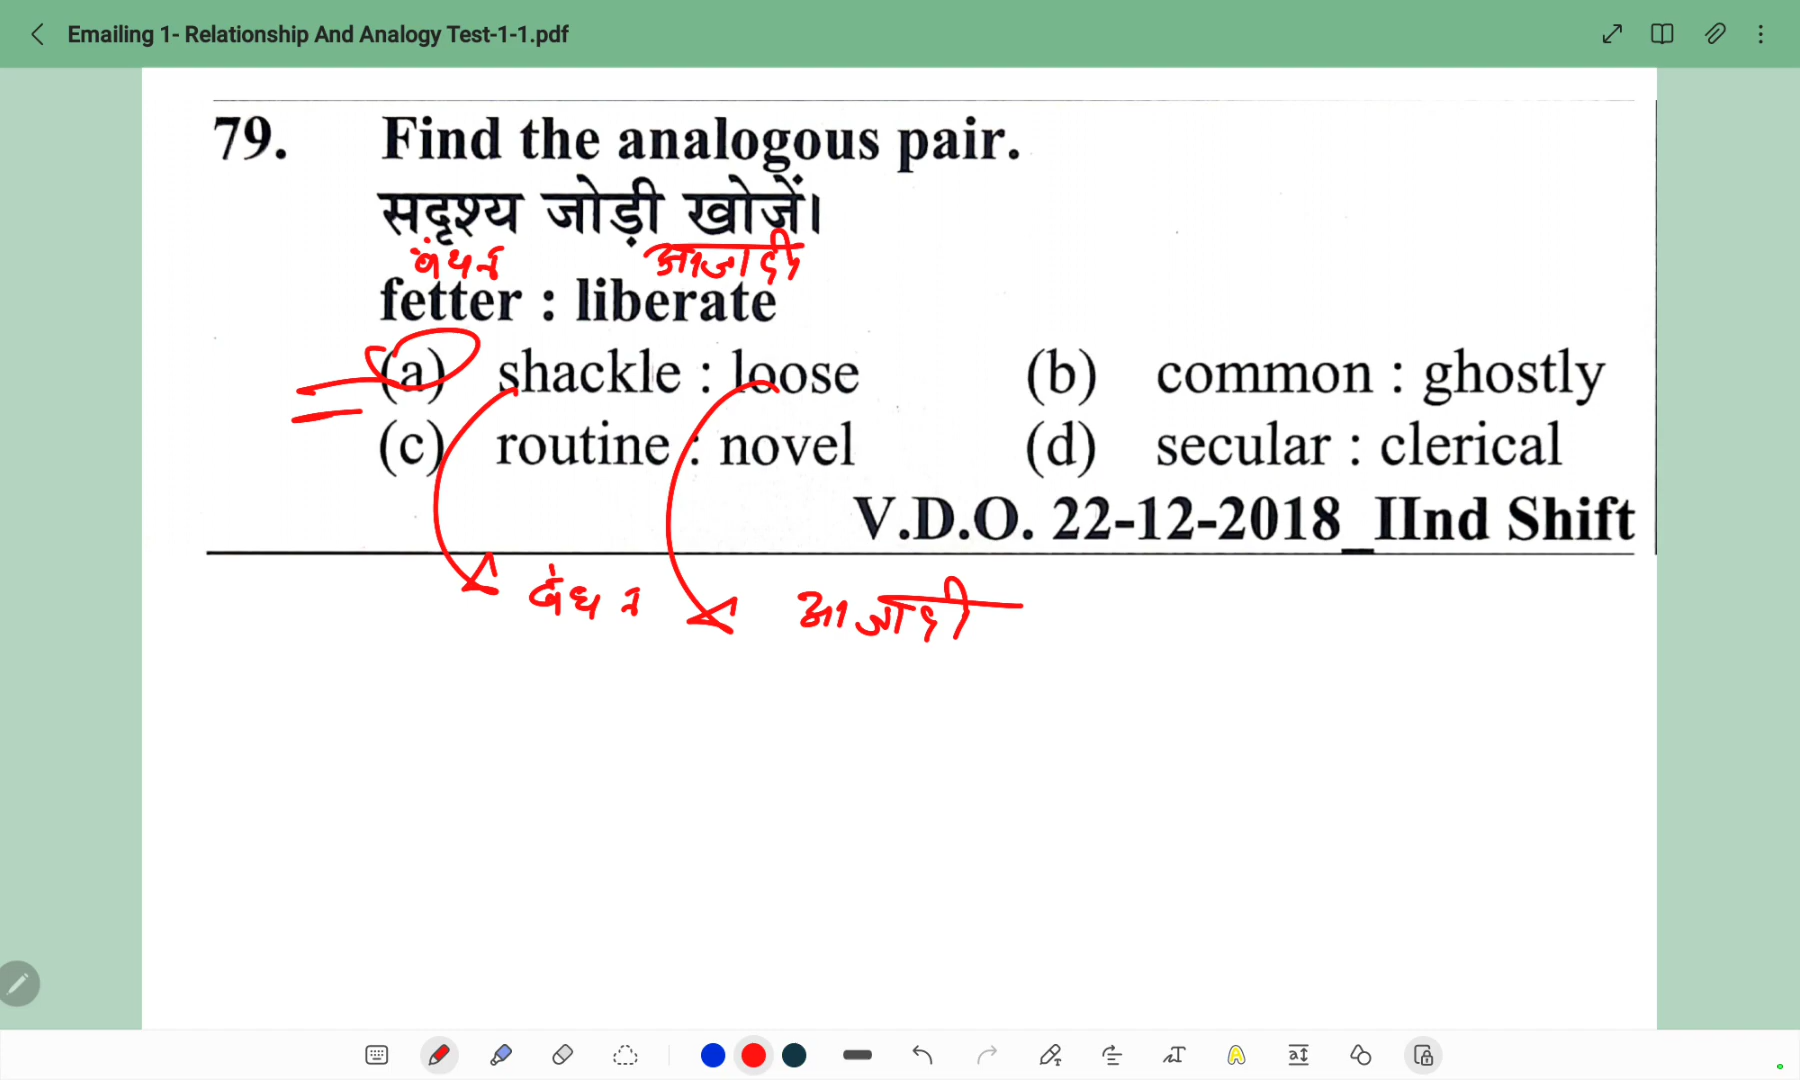 Emailing 1- Relationship And Analogy Test-1-1.pdf
79. Find the analogous pair.
सदृश्य जोड़ी खोजें।
बंधन आजादी
fetter : liberate
(a) shackle : loose (b) common : ghostly
(c) routine : novel (d) secular : clerical
V.D.O. 22-12-2018_IInd Shift
बंधन आजादी